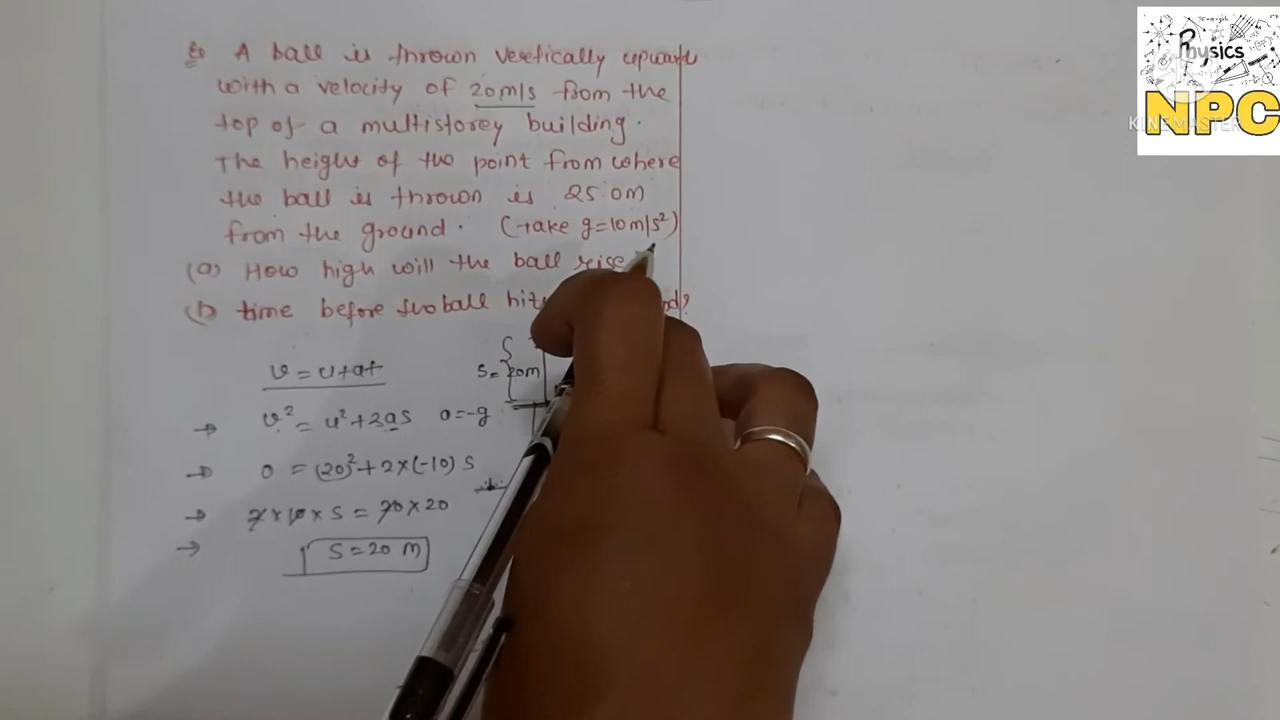 A ball is thrown vertically upward
with a velocity of 20m/s from the
top of a multistorey building.
The height of the point from where
the ball is thrown is 25.0m
from the ground. (take g=10m/s²)
(a) How high will the ball rise
(b) time before the ball hits
v = u+at
S= 20m
→ v² = u²+2as a=-g
→ 0 = (20)²+2×(-10) S
→ 2×10×S = 20×20
→ S=20 M
Physics
NPC
KINEMASTER